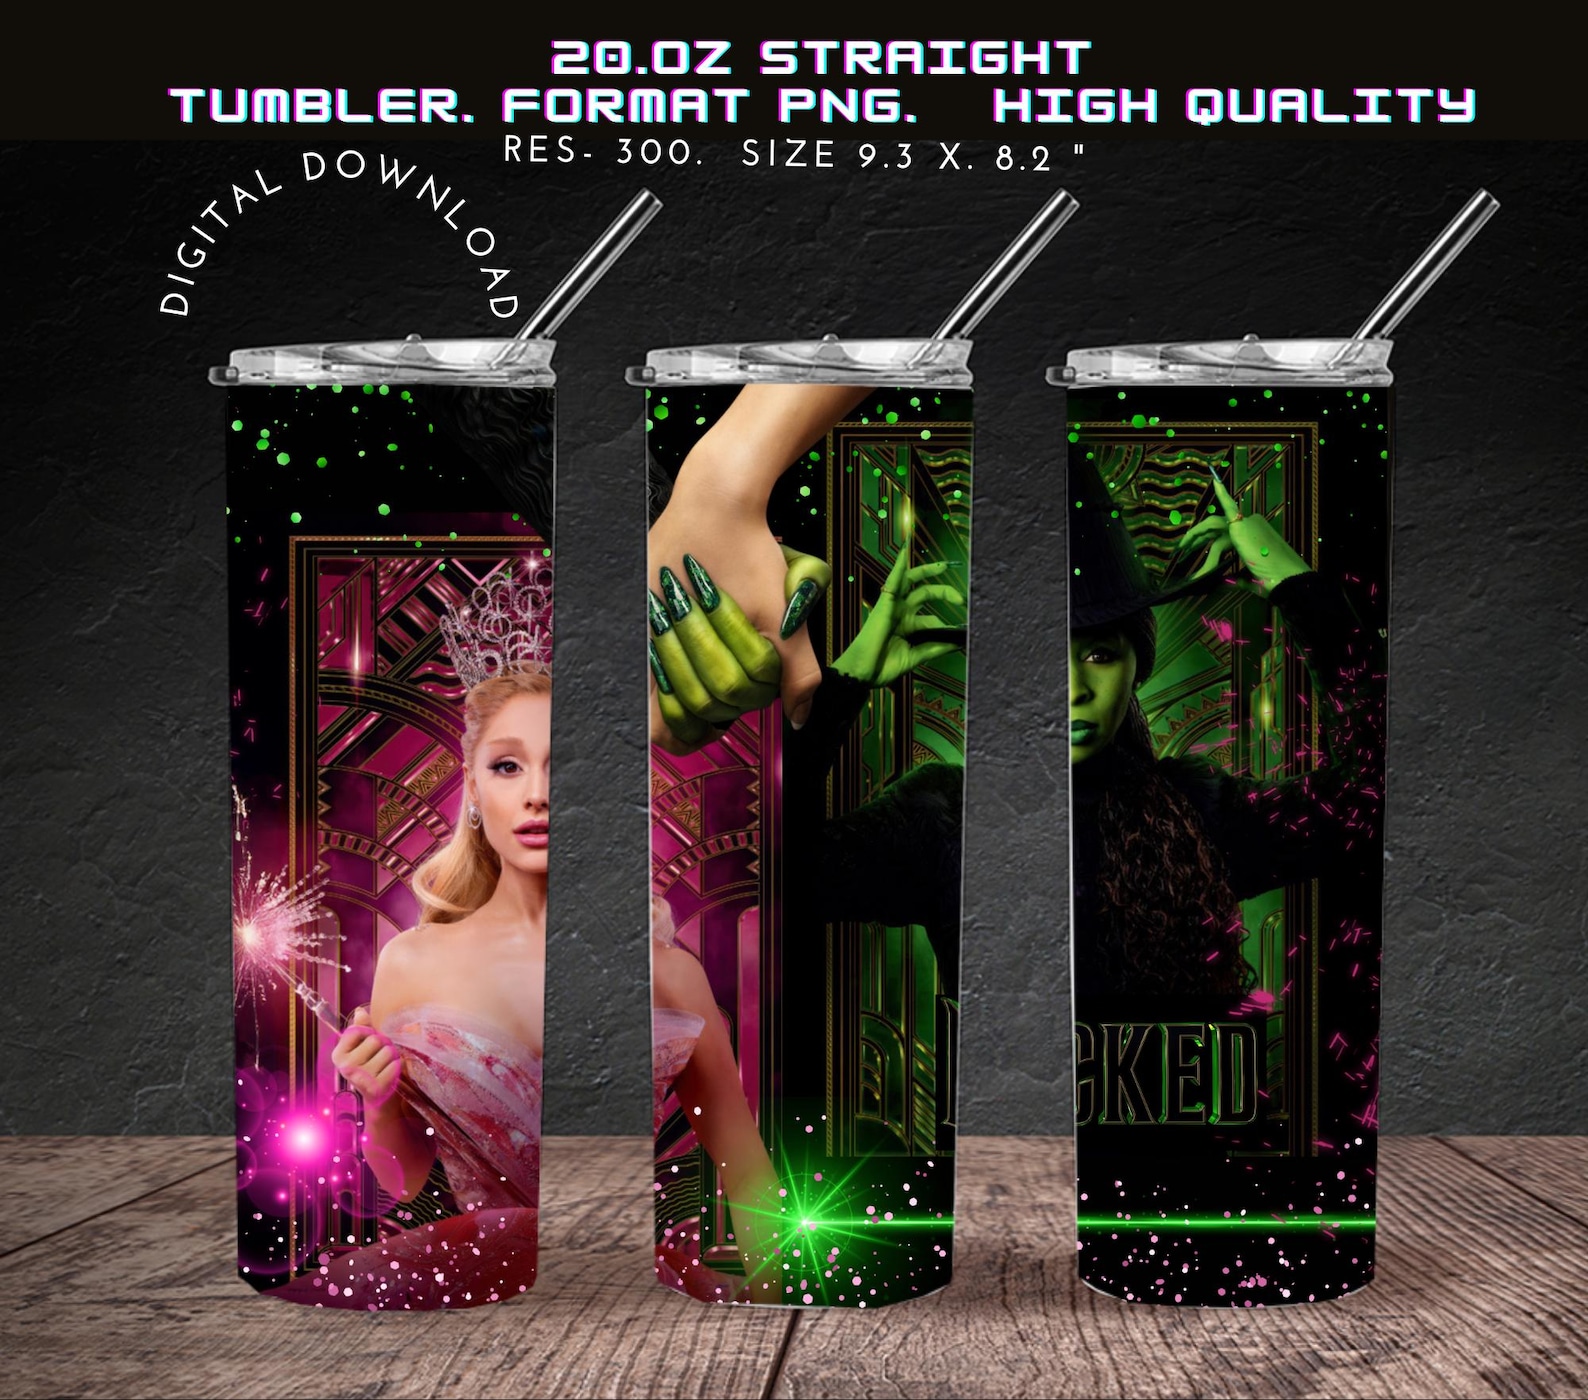 20.OZ STRAIGHT
TUMBLER. FORMAT PNG. HIGH QUALITY
RES- 300. SIZE 9.3 X. 8.2 "
DIGITAL DOWNLOAD
CKED